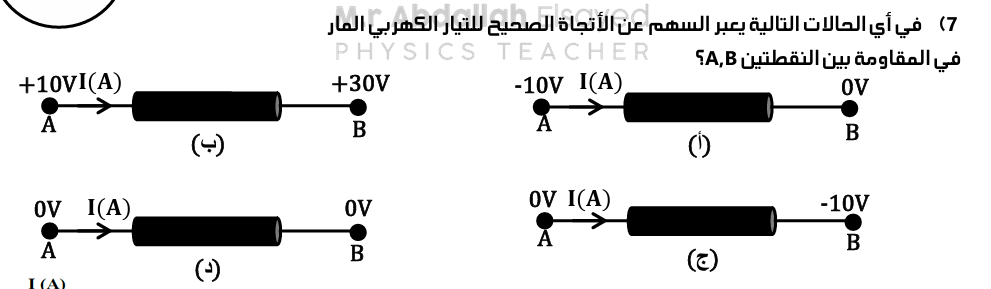 Mr Abdallah Elsayed
PHYSICS TEACHER
7) في أي الحالات التالية يعبر السهم عن الأتجاة الصحيح للتيار الكهربي المار
في المقاومة بين النقطتين A,B؟
-10V I(A) 0V
A B
(أ)
+10V I(A) +30V
A B
(ب)
0V I(A) -10V
A B
(ج)
0V I(A) 0V
A B
(د)
I (A)